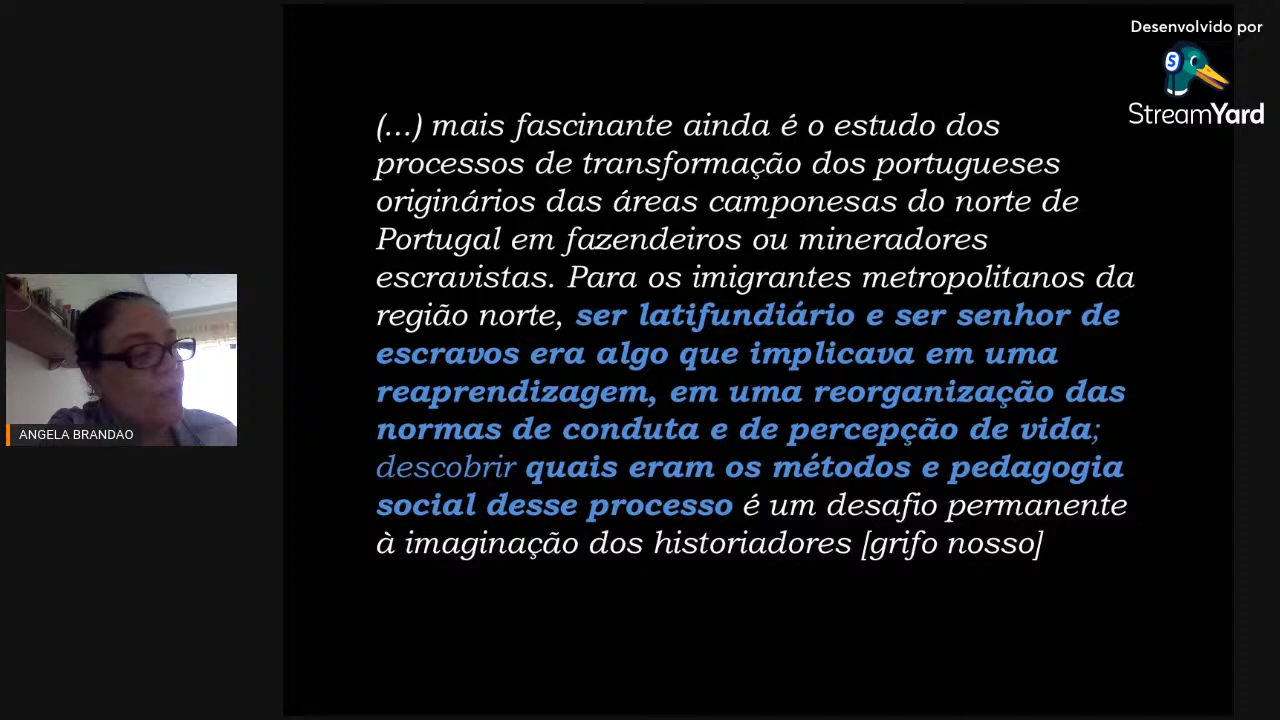 Desenvolvido por
StreamYard
(...) mais fascinante ainda é o estudo dos
processos de transformação dos portugueses
originários das áreas camponesas do norte de
Portugal em fazendeiros ou mineradores
escravistas. Para os imigrantes metropolitanos da
região norte, ser latifundiário e ser senhor de
escravos era algo que implicava em uma
reaprendizagem, em uma reorganização das
normas de conduta e de percepção de vida;
descobrir quais eram os métodos e pedagogia
social desse processo é um desafio permanente
à imaginação dos historiadores [grifo nosso]
ANGELA BRANDAO